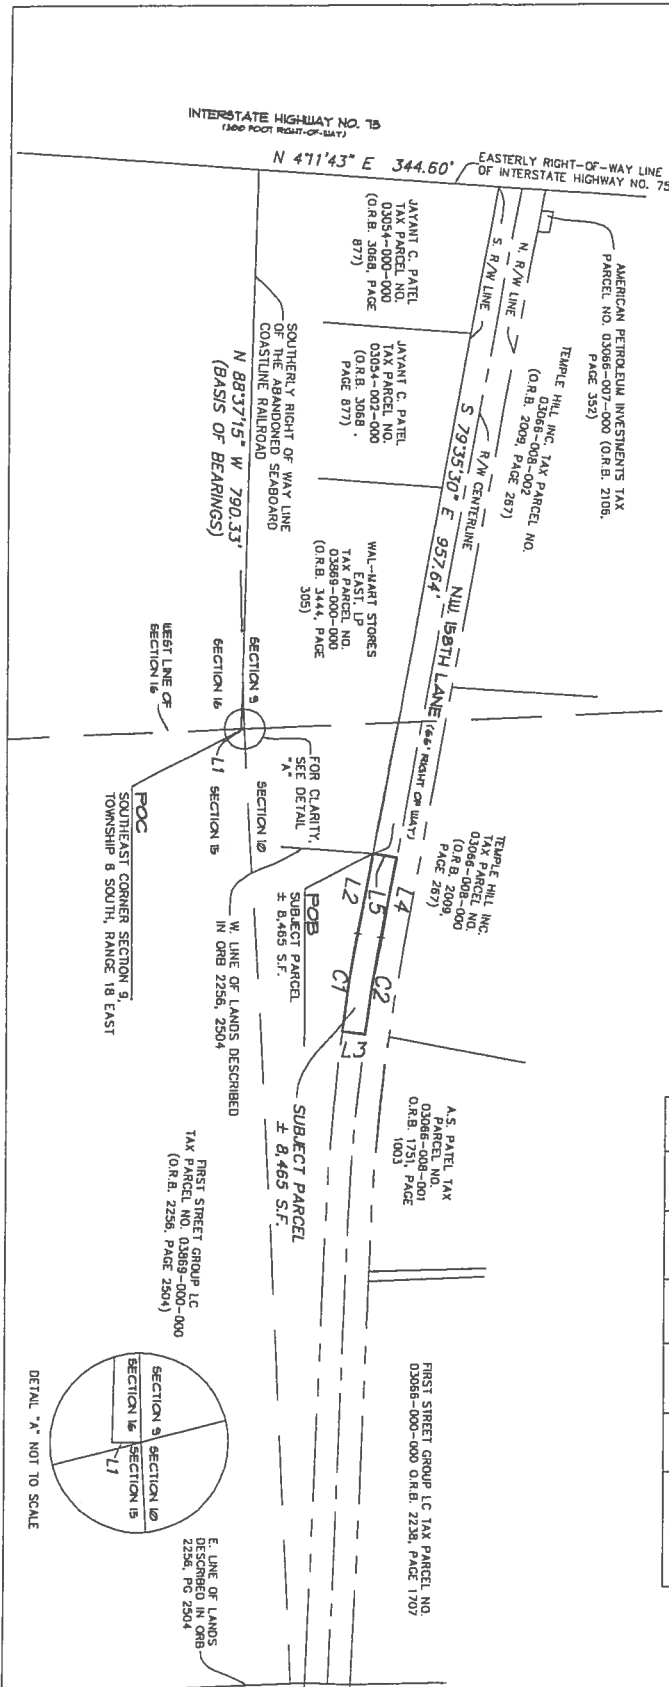 INTERSTATE HIGHWAY NO. 75
(300 FOOT RIGHT-OF-WAY)
N 4°11'43" E 344.60'
EASTERLY RIGHT-OF-WAY LINE
OF INTERSTATE HIGHWAY NO. 75
AMERICAN PETROLEUM INVESTMENTS TAX
PARCEL NO. 03066-007-000 (O.R.B. 2106,
PAGE 352)
N. R/W LINE
S. R/W LINE
TEMPLE HILL INC. TAX PARCEL NO.
03066-008-002
(O.R.B. 2009, PAGE 267)
R/W CENTERLINE
S 79°35'30" E 957.64'
NW 158TH LANE (66' RIGHT OF WAY)
JAYANT C. PATEL
TAX PARCEL NO.
03054-000-000
(O.R.B. 3068, PAGE
877)
JAYANT C. PATEL
TAX PARCEL NO.
03054-002-000
(O.R.B. 3068 ,
PAGE 877)
WAL-MART STORES
EAST, LP
TAX PARCEL NO.
03869-000-000
(O.R.B. 3444, PAGE
305)
SOUTHERLY RIGHT OF WAY LINE
OF THE ABANDONED SEABOARD
COASTLINE RAILROAD
N 88°37'15" W 790.33'
(BASIS OF BEARINGS)
WEST LINE OF
SECTION 16
SECTION 9
SECTION 16
SECTION 10
SECTION 15
L1
FOR CLARITY,
SEE DETAIL
"A"
POC
SOUTHEAST CORNER SECTION 9,
TOWNSHIP 8 SOUTH, RANGE 18 EAST
TEMPLE HILL INC.
TAX PARCEL NO.
03066-008-000
(O.R.B. 2009,
PAGE 267)
L4
L5
L2
C2
C1
L3
POB
SUBJECT PARCEL
± 8,465 S.F.
W. LINE OF LANDS DESCRIBED
IN ORB 2256, 2504
SUBJECT PARCEL
± 8,465 S.F.
A.S. PATEL TAX
PARCEL NO.
03066-008-001
O.R.B. 1751, PAGE
1003
FIRST STREET GROUP LC
TAX PARCEL NO. 03869-000-000
(O.R.B. 2256, PAGE 2504)
FIRST STREET GROUP LC TAX PARCEL NO.
03066-000-000 O.R.B. 2238, PAGE 1707
SECTION 9
SECTION 10
SECTION 16
SECTION 15
L1
DETAIL "A" NOT TO SCALE
E. LINE OF LANDS
DESCRIBED IN ORB
2256, PG 2504